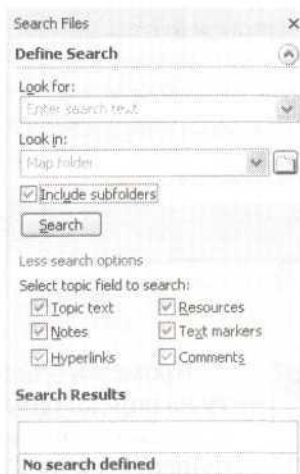 Search Files
Define Search
Look for:
Enter search text
Look in:
Map folder
Include subfolders
Search
Less search options
Select topic field to search:
Topic text Resources
Notes Text markers
Hyperlinks Comments
Search Results
No search defined